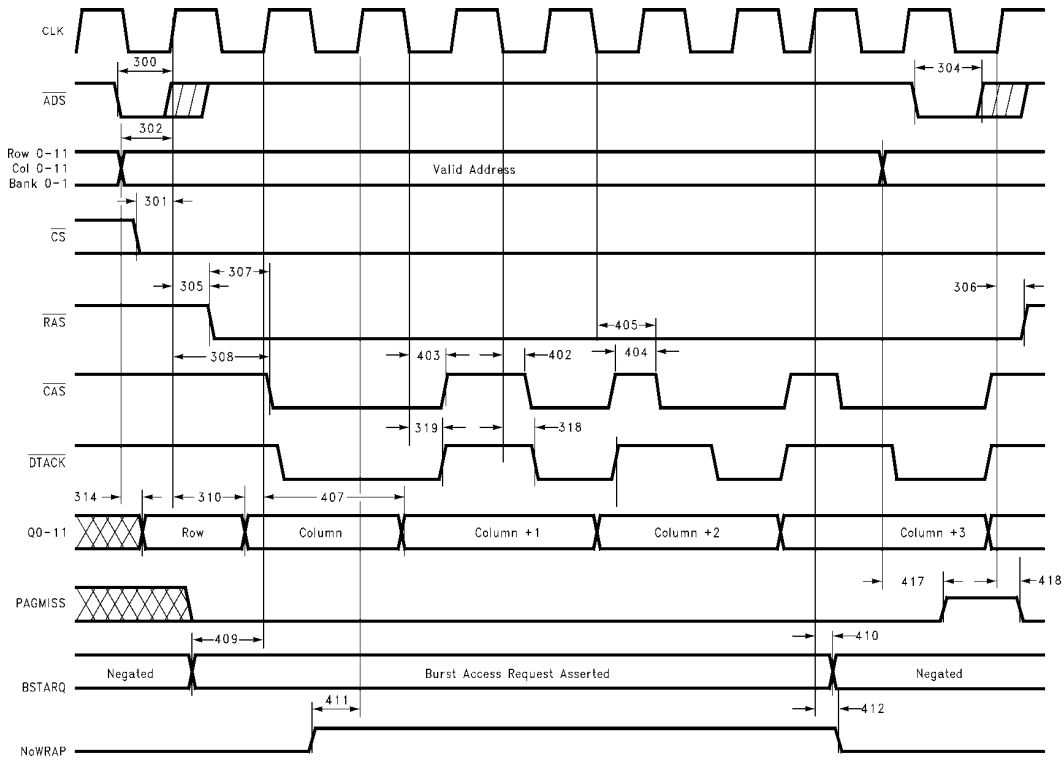 CLK
300
304
ADS
302
Row 0-11
Col 0-11
Bank 0-1
Valid Address
301
CS
307
305
306
RAS
405
308
403
402
404
CAS
319
318
DTACK
314
310
407
Q0-11
Row
Column
Column +1
Column +2
Column +3
417
418
PAGMISS
409
410
Negated
Burst Access Request Asserted
Negated
BSTARQ
411
412
NoWRAP